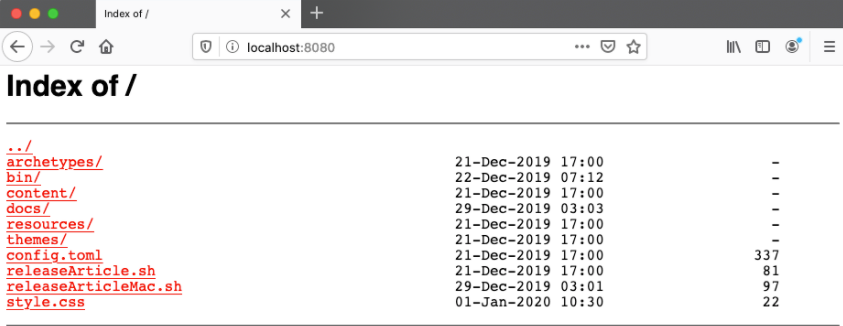 Index of /
localhost:8080
Index of /
../
archetypes/ 21-Dec-2019 17:00 -
bin/ 22-Dec-2019 07:12 -
content/ 21-Dec-2019 17:00 -
docs/ 29-Dec-2019 03:03 -
resources/ 21-Dec-2019 17:00 -
themes/ 21-Dec-2019 17:00 -
config.toml 21-Dec-2019 17:00 337
releaseArticle.sh 21-Dec-2019 17:00 81
releaseArticleMac.sh 29-Dec-2019 03:01 97
style.css 01-Jan-2020 10:30 22